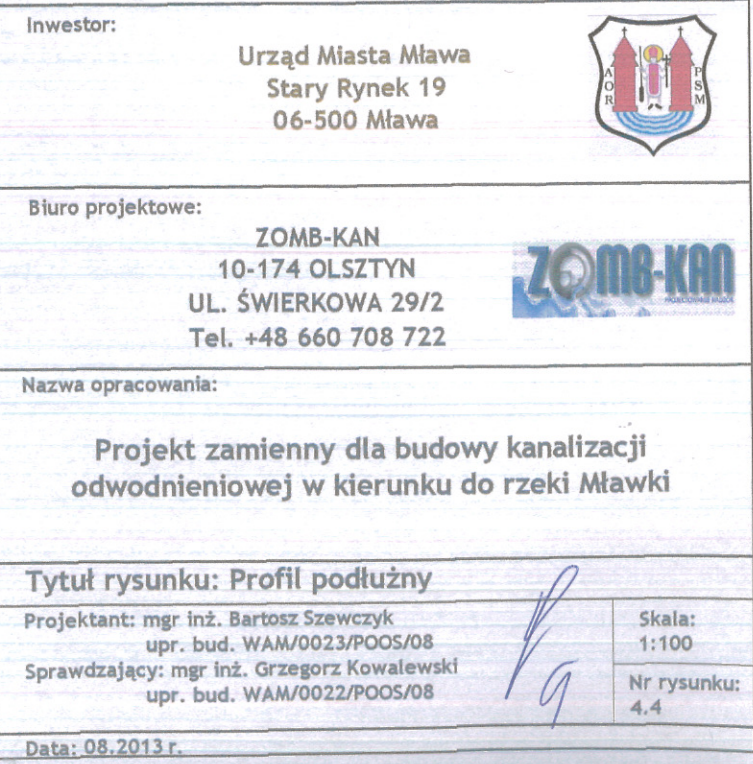 Inwestor:
Urząd Miasta Mława
Stary Rynek 19
06-500 Mława
AOR
PSM
Biuro projektowe:
ZOMB-KAN
10-174 OLSZTYN
UL. ŚWIERKOWA 29/2
Tel. +48 660 708 722
ZOMB-KAN
Nazwa opracowania:
Projekt zamienny dla budowy kanalizacji
odwodnieniowej w kierunku do rzeki Mławki
Tytuł rysunku: Profil podłużny
Projektant: mgr inż. Bartosz Szewczyk
upr. bud. WAM/0023/POOS/08
Sprawdzający: mgr inż. Grzegorz Kowalewski
upr. bud. WAM/0022/POOS/08
Skala:
1:100
Nr rysunku:
4.4
Data: 08.2013 r.